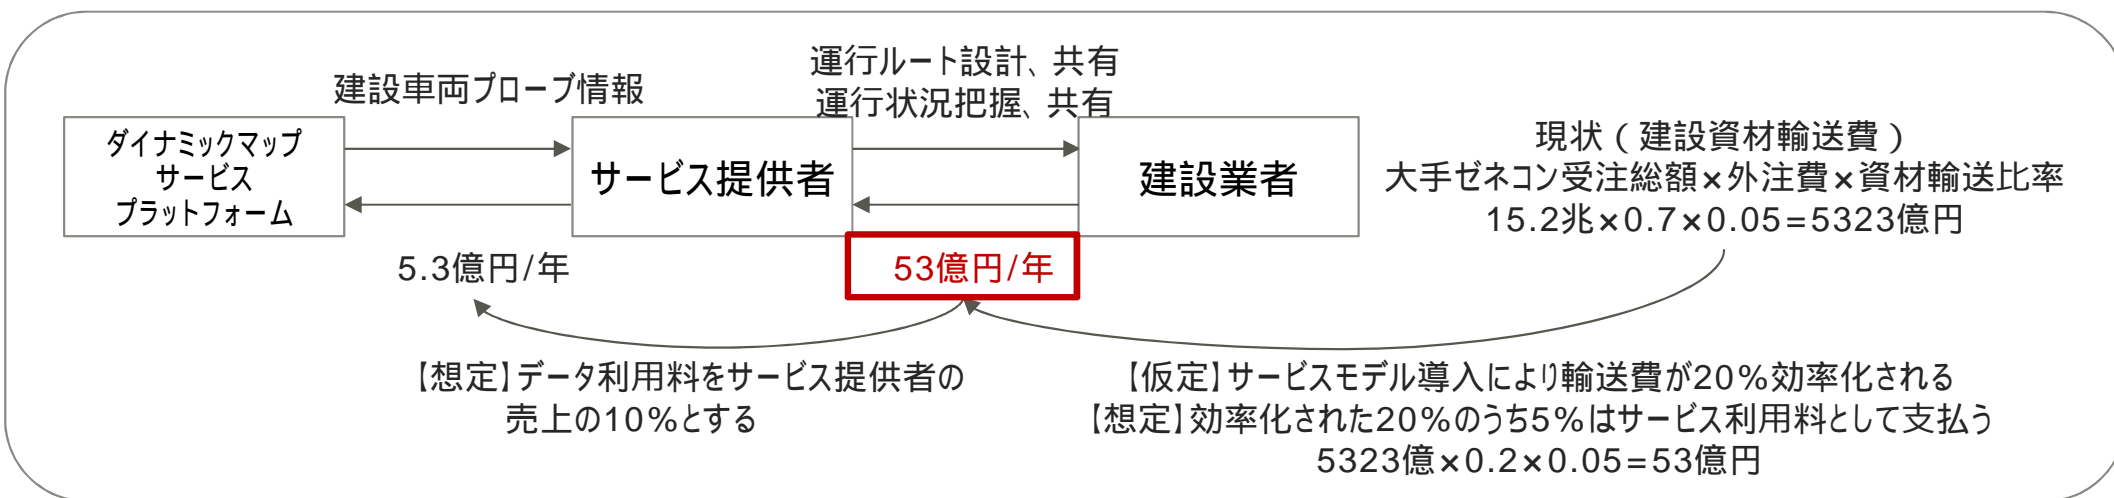 運行ルート設計、共有
運行状況把握、共有
建設車両プローブ情報
ダイナミックマップ
サービス
プラットフォーム
サービス提供者
建設業者
現状（建設資材輸送費）
大手ゼネコン受注総額×外注費×資材輸送比率
15.2兆×0.7×0.05=5323億円
5.3億円/年
53億円/年
【想定】データ利用料をサービス提供者の
売上の10%とする
【仮定】サービスモデル導入により輸送費が20%効率化される
【想定】効率化された20%のうち5%はサービス利用料として支払う
5323億×0.2×0.05=53億円